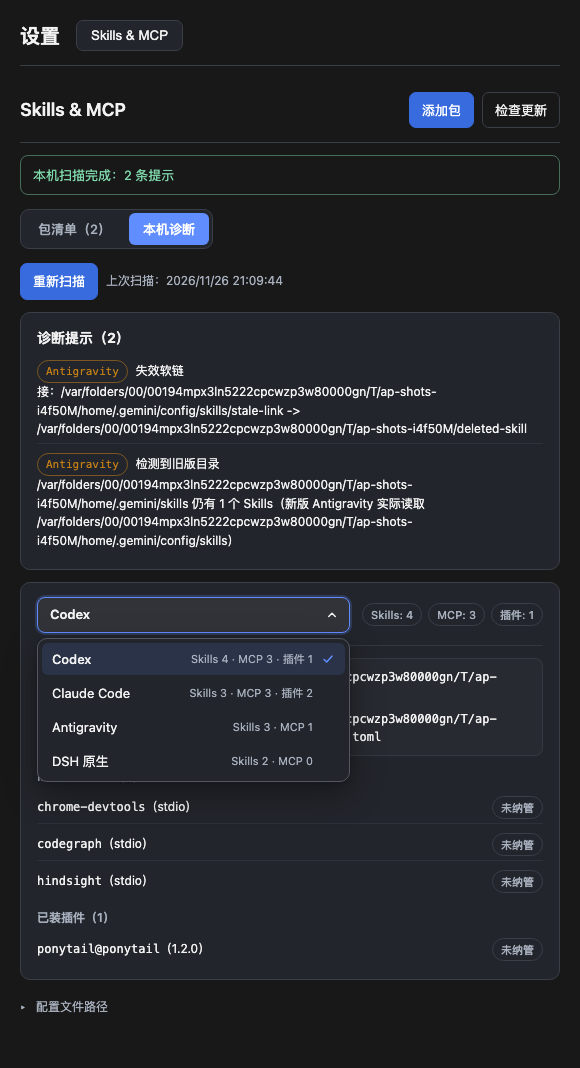 设置 Skills & MCP
Skills & MCP 添加包 检查更新
本机扫描完成：2 条提示
包清单（2） 本机诊断
重新扫描 上次扫描：2026/11/26 21:09:44
诊断提示（2）
Antigravity 失效软链
接：/var/folders/00/00194mpx3ln5222cpcwzp3w80000gn/T/ap-shots-
i4f50M/home/.gemini/config/skills/stale-link ->
/var/folders/00/00194mpx3ln5222cpcwzp3w80000gn/T/ap-shots-i4f50M/deleted-skill
Antigravity 检测到旧版目录
/var/folders/00/00194mpx3ln5222cpcwzp3w80000gn/T/ap-shots-
i4f50M/home/.gemini/skills 仍有 1 个 Skills（新版 Antigravity 实际读取
/var/folders/00/00194mpx3ln5222cpcwzp3w80000gn/T/ap-shots-
i4f50M/home/.gemini/config/skills）
Codex Skills: 4 MCP: 3 插件: 1
Codex Skills 4 · MCP 3 · 插件 1
cpcwzp3w80000gn/T/ap-
Claude Code Skills 3 · MCP 3 · 插件 2
cpcwzp3w80000gn/T/ap-
Antigravity Skills 3 · MCP 1
toml
DSH 原生 Skills 2 · MCP 0
chrome-devtools（stdio） 未纳管
codegraph（stdio） 未纳管
hindsight（stdio） 未纳管
已装插件（1）
ponytail@ponytail（1.2.0） 未纳管
配置文件路径